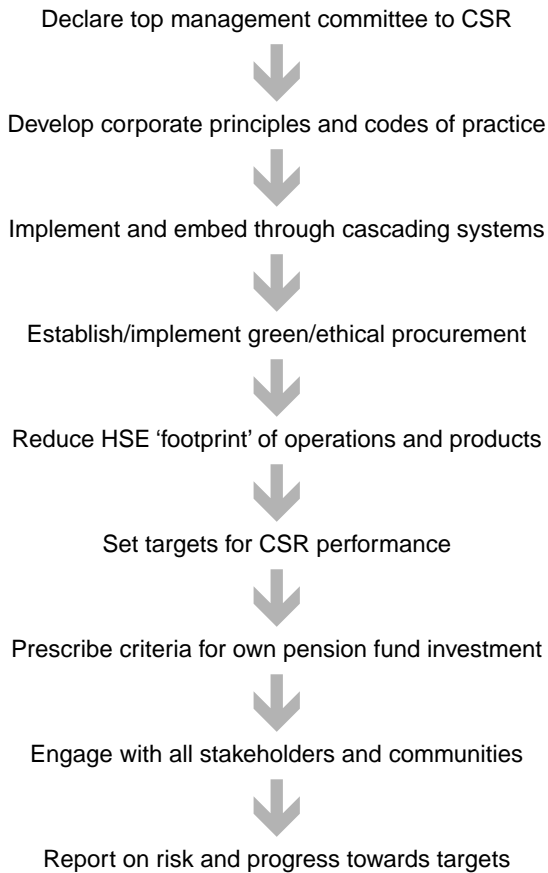 Declare top management committee to CSR
Develop corporate principles and codes of practice
Implement and embed through cascading systems
Establish/implement green/ethical procurement
Reduce HSE ‘footprint’ of operations and products
Set targets for CSR performance
Prescribe criteria for own pension fund investment
Engage with all stakeholders and communities
Report on risk and progress towards targets